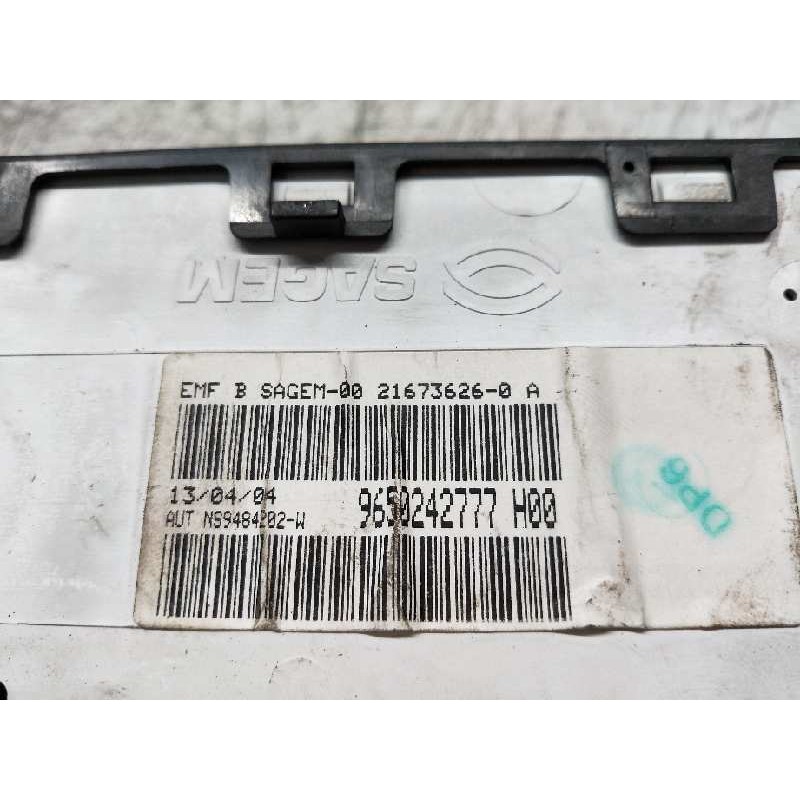 SAGEM
EMF B SAGEM-00 21673626-0 A
13/04/04
AUT NS9484202-W
9650242777 H00
DP6